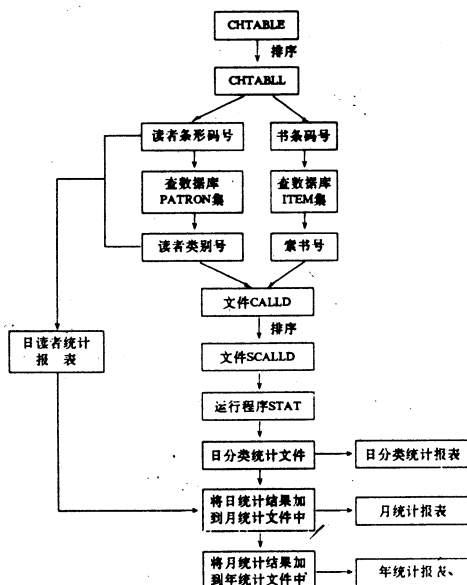 CHTABLE
排序
CHTABLL
读者条形码号
书条码号
查数据库
PATRON集
查数据库
ITEM集
读者类别号
索书号
文件CALLD
排序
日读者统计
报 表
文件SCALLD
运行程序STAT
日分类统计文件
日分类统计报表
将日统计结果加
到月统计文件中
月统计报表
将月统计结果加
到年统计文件中
年统计报表、